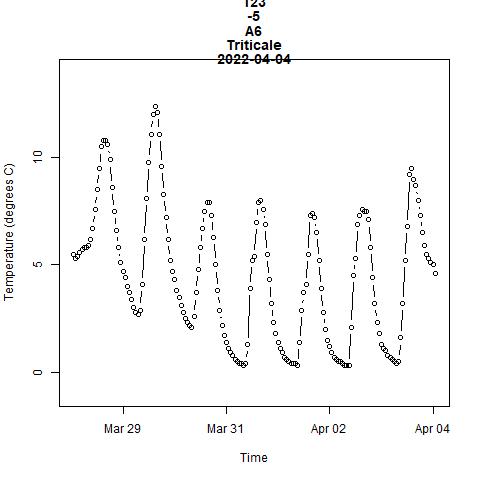 123
-5
A6
Triticale
2022-04-04
Temperature (degrees C)
10
5
0
Mar 29
Mar 31
Apr 02
Apr 04
Time